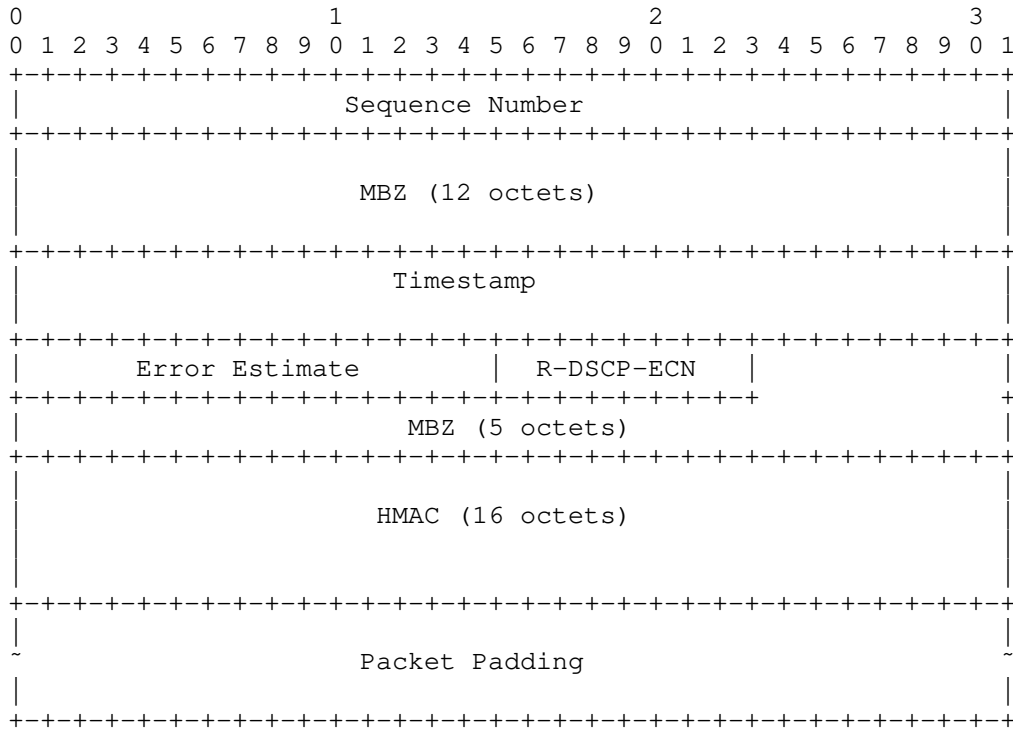 0                   1                   2                   3
0 1 2 3 4 5 6 7 8 9 0 1 2 3 4 5 6 7 8 9 0 1 2 3 4 5 6 7 8 9 0 1
+-+-+-+-+-+-+-+-+-+-+-+-+-+-+-+-+-+-+-+-+-+-+-+-+-+-+-+-+-+-+-+
|                    Sequence Number                          |
+-+-+-+-+-+-+-+-+-+-+-+-+-+-+-+-+-+-+-+-+-+-+-+-+-+-+-+-+-+-+-+
|                                                             |
|                     MBZ (12 octets)                         |
|                                                             |
+-+-+-+-+-+-+-+-+-+-+-+-+-+-+-+-+-+-+-+-+-+-+-+-+-+-+-+-+-+-+-+
|                       Timestamp                             |
|                                                             |
+-+-+-+-+-+-+-+-+-+-+-+-+-+-+-+-+-+-+-+-+-+-+-+-+-+-+-+-+-+-+-+
|       Error Estimate        |  R-DSCP-ECN   |               |
+-+-+-+-+-+-+-+-+-+-+-+-+-+-+-+-+-+-+-+-+-+-+-+               +
|                        MBZ (5 octets)                       |
+-+-+-+-+-+-+-+-+-+-+-+-+-+-+-+-+-+-+-+-+-+-+-+-+-+-+-+-+-+-+-+
|                                                             |
|                      HMAC (16 octets)                       |
|                                                             |
|                                                             |
+-+-+-+-+-+-+-+-+-+-+-+-+-+-+-+-+-+-+-+-+-+-+-+-+-+-+-+-+-+-+-+
|                                                             |
~                     Packet Padding                          ~
|                                                             |
+-+-+-+-+-+-+-+-+-+-+-+-+-+-+-+-+-+-+-+-+-+-+-+-+-+-+-+-+-+-+-+